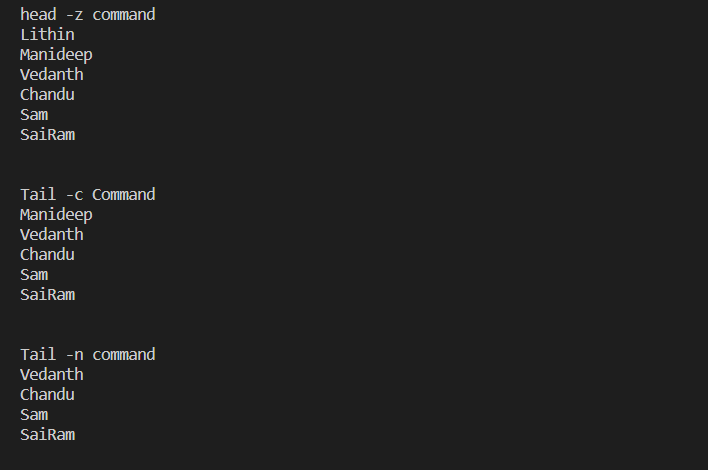 head -z command
Lithin
Manideep
Vedanth
Chandu
Sam
SaiRam
Tail -c Command
Manideep
Vedanth
Chandu
Sam
SaiRam
Tail -n command
Vedanth
Chandu
Sam
SaiRam